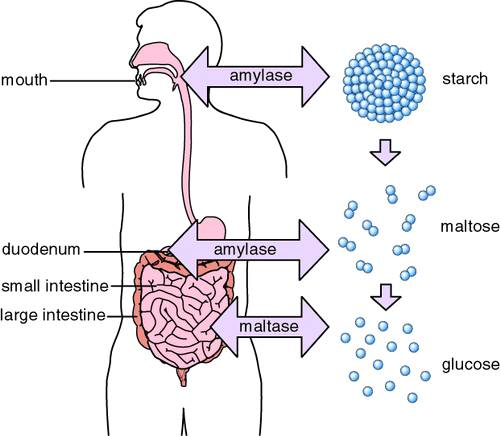 amylase
mouth
starch
maltose
duodenum
amylase
small intestine
large intestine
maltase
glucose